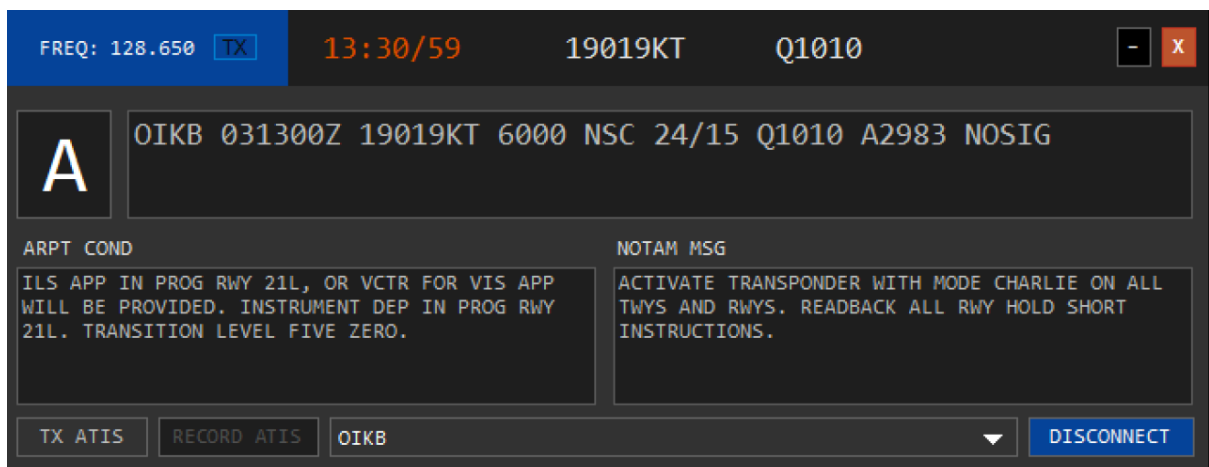 FREQ: 128.650 TX 13:30/59 19019KT Q1010 - X
A
OIKB 031300Z 19019KT 6000 NSC 24/15 Q1010 A2983 NOSIG
ARPT COND
ILS APP IN PROG RWY 21L, OR VCTR FOR VIS APP
WILL BE PROVIDED. INSTRUMENT DEP IN PROG RWY
21L. TRANSITION LEVEL FIVE ZERO.
NOTAM MSG
ACTIVATE TRANSPONDER WITH MODE CHARLIE ON ALL
TWYS AND RWYS. READBACK ALL RWY HOLD SHORT
INSTRUCTIONS.
TX ATIS RECORD ATIS OIKB DISCONNECT